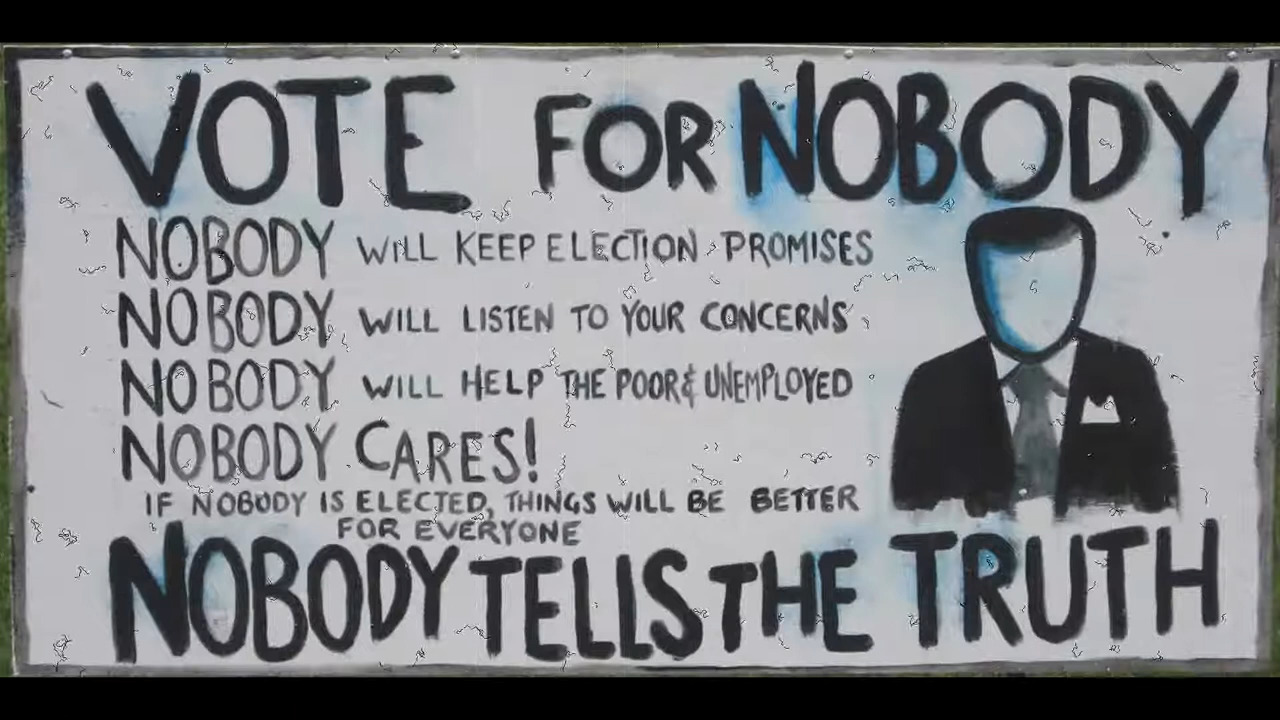 VOTE FOR NOBODY
NOBODY WILL KEEP ELECTION PROMISES
NOBODY WILL LISTEN TO YOUR CONCERNS
NOBODY WILL HELP THE POOR & UNEMPLOYED
NOBODY CARES!
IF NOBODY IS ELECTED, THINGS WILL BE BETTER
FOR EVERYONE
NOBODY TELLS THE TRUTH